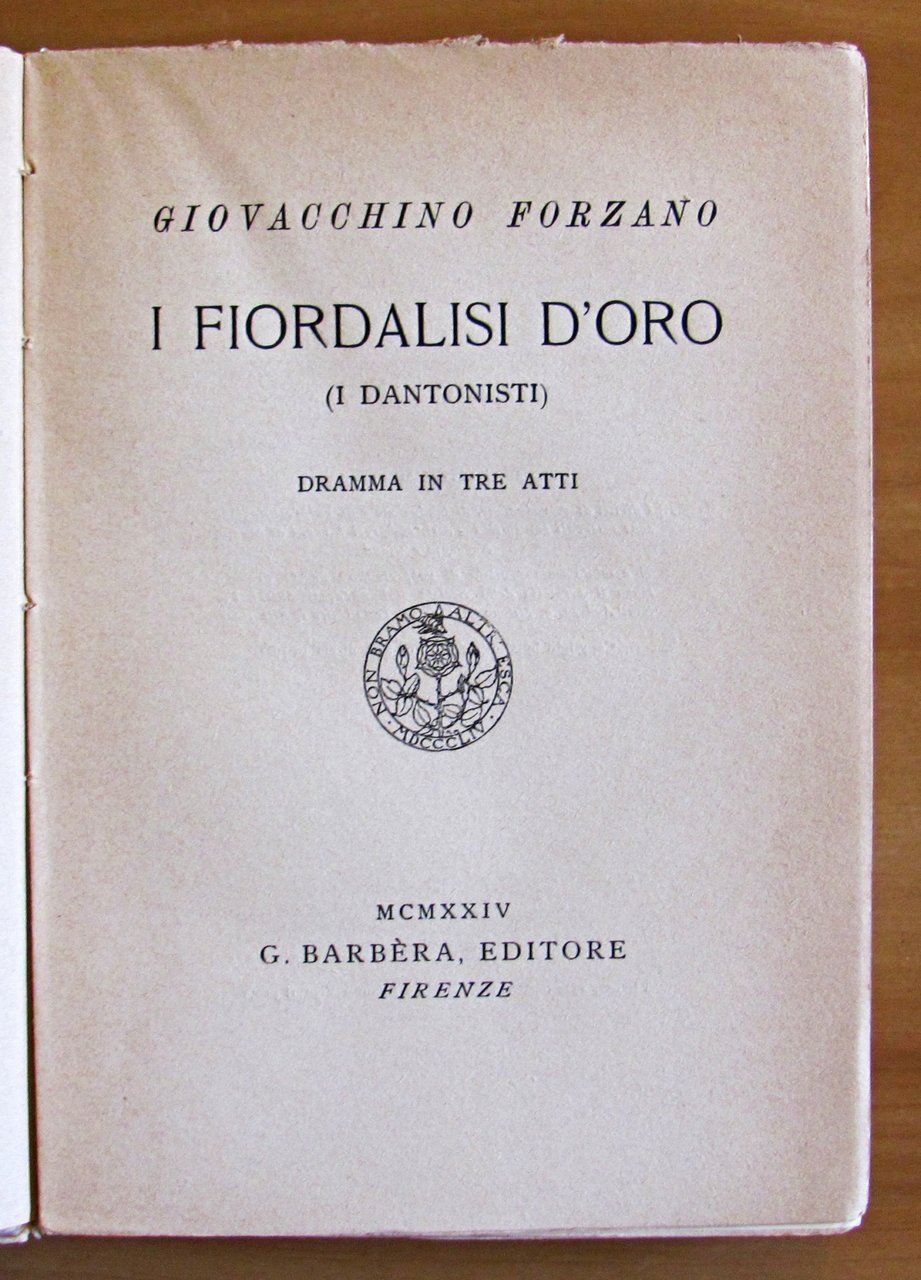 GIOVACCHINO FORZANO
I FIORDALISI D'ORO
(I DANTONISTI)
DRAMMA IN TRE ATTI
NON BRAMO ALTR' ESCA
MDCCCLIV
MCMXXIV
G. BARBÈRA, EDITORE
FIRENZE